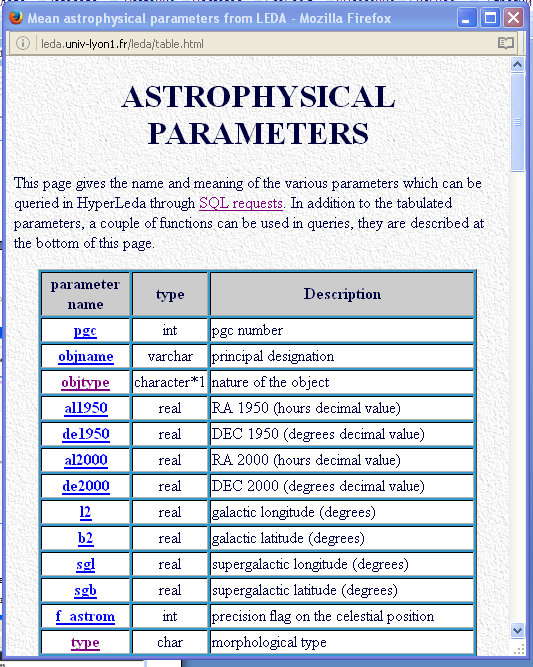 Mean astrophysical parameters from LEDA - Mozilla Firefox
leda.univ-lyon1.fr/leda/table.html
ASTROPHYSICAL
PARAMETERS
This page gives the name and meaning of the various parameters which can be
queried in HyperLeda through SQL requests. In addition to the tabulated
parameters, a couple of functions can be used in queries, they are described at
the bottom of this page.
parameter name type Description
pgc int pgc number
objname varchar principal designation
objtype character*1 nature of the object
al1950 real RA 1950 (hours decimal value)
de1950 real DEC 1950 (degrees decimal value)
al2000 real RA 2000 (hours decimal value)
de2000 real DEC 2000 (degrees decimal value)
l2 real galactic longitude (degrees)
b2 real galactic latitude (degrees)
sgl real supergalactic longitude (degrees)
sgb real supergalactic latitude (degrees)
f_astrom int precision flag on the celestial position
type char morphological type